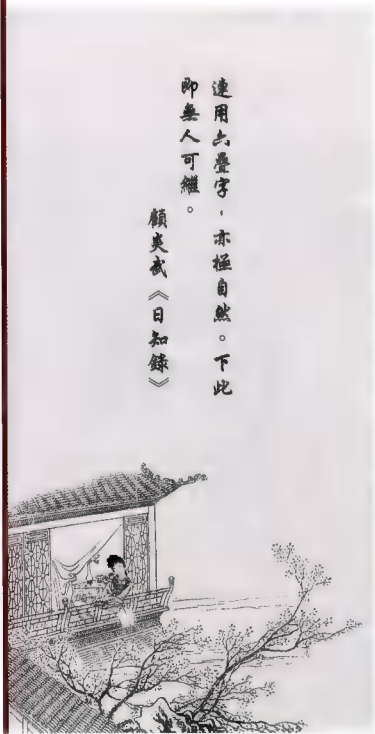 連用六疊字，亦極自然。下此
即無人可繼。
顧炎武《日知錄》